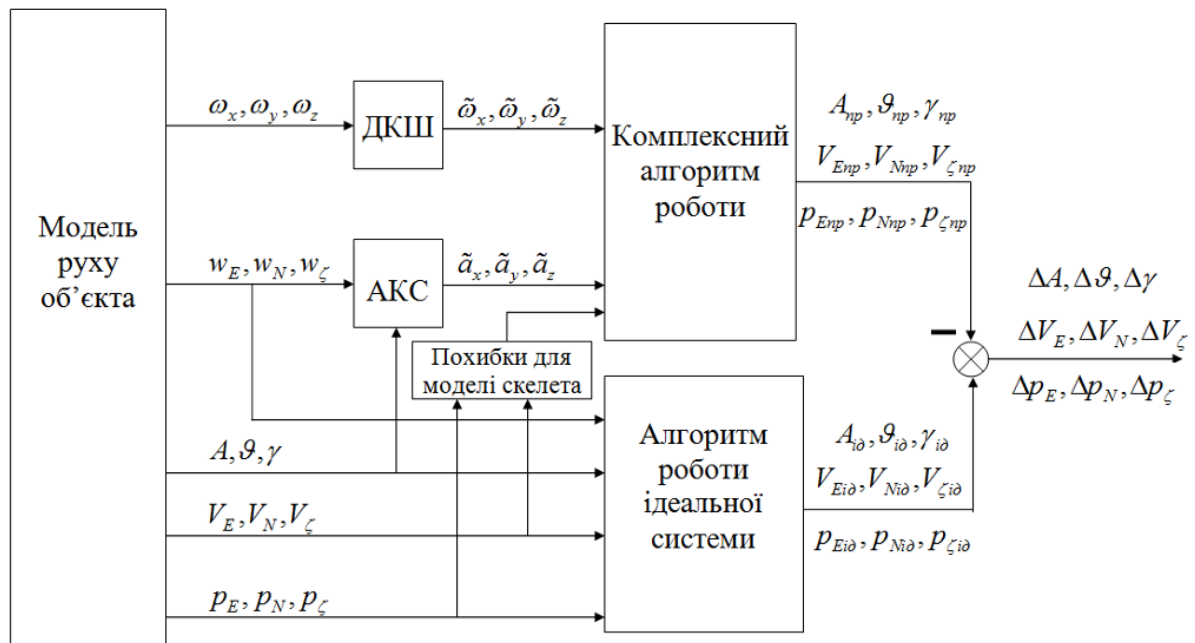 Модель
руху
об’єкта
ωₓ, ω_y, ω_z
ДКШ
ω̃ₓ, ω̃_y, ω̃_z
w_E, w_N, w_ζ
АКС
ãₓ, ã_y, ã_z
Похибки для
моделі скелета
A, ϑ, γ
V_E, V_N, V_ζ
p_E, p_N, p_ζ
Комплексний
алгоритм
роботи
Алгоритм
роботи
ідеальної
системи
A_пр, ϑ_пр, γ_пр
V_Eпр, V_Nпр, V_ζпр
p_Eпр, p_Nпр, p_ζпр
A_ід, ϑ_ід, γ_ід
V_Eід, V_Nід, V_ζід
p_Eід, p_Nід, p_ζід
−
ΔA, Δϑ, Δγ
ΔV_E, ΔV_N, ΔV_ζ
Δp_E, Δp_N, Δp_ζ